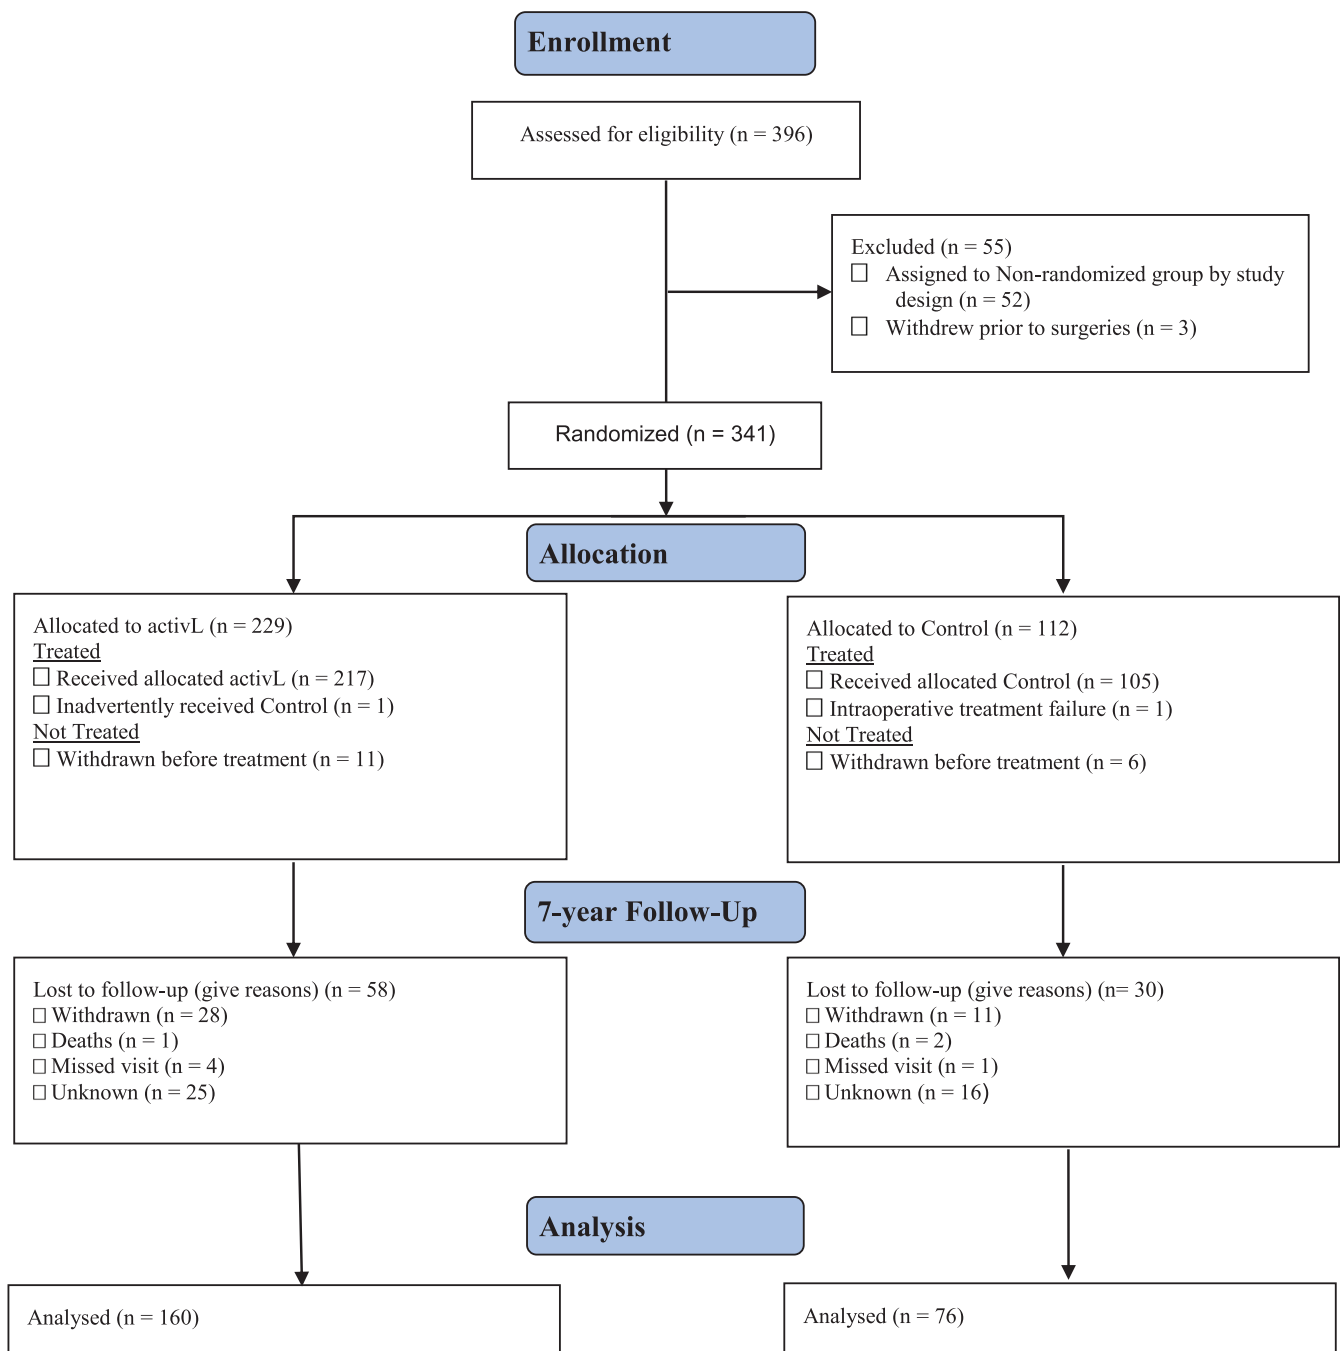 Enrollment
Assessed for eligibility (n = 396)
Excluded (n = 55)
☐ Assigned to Non-randomized group by study
design (n = 52)
☐ Withdrew prior to surgeries (n = 3)
Randomized (n = 341)
Allocation
Allocated to activL (n = 229)
Treated
☐ Received allocated activL (n = 217)
☐ Inadvertently received Control (n = 1)
Not Treated
☐ Withdrawn before treatment (n = 11)
Allocated to Control (n = 112)
Treated
☐ Received allocated Control (n = 105)
☐ Intraoperative treatment failure (n = 1)
Not Treated
☐ Withdrawn before treatment (n = 6)
7-year Follow-Up
Lost to follow-up (give reasons) (n = 58)
☐ Withdrawn (n = 28)
☐ Deaths (n = 1)
☐ Missed visit (n = 4)
☐ Unknown (n = 25)
Lost to follow-up (give reasons) (n= 30)
☐ Withdrawn (n = 11)
☐ Deaths (n = 2)
☐ Missed visit (n = 1)
☐ Unknown (n = 16)
Analysis
Analysed (n = 160)
Analysed (n = 76)